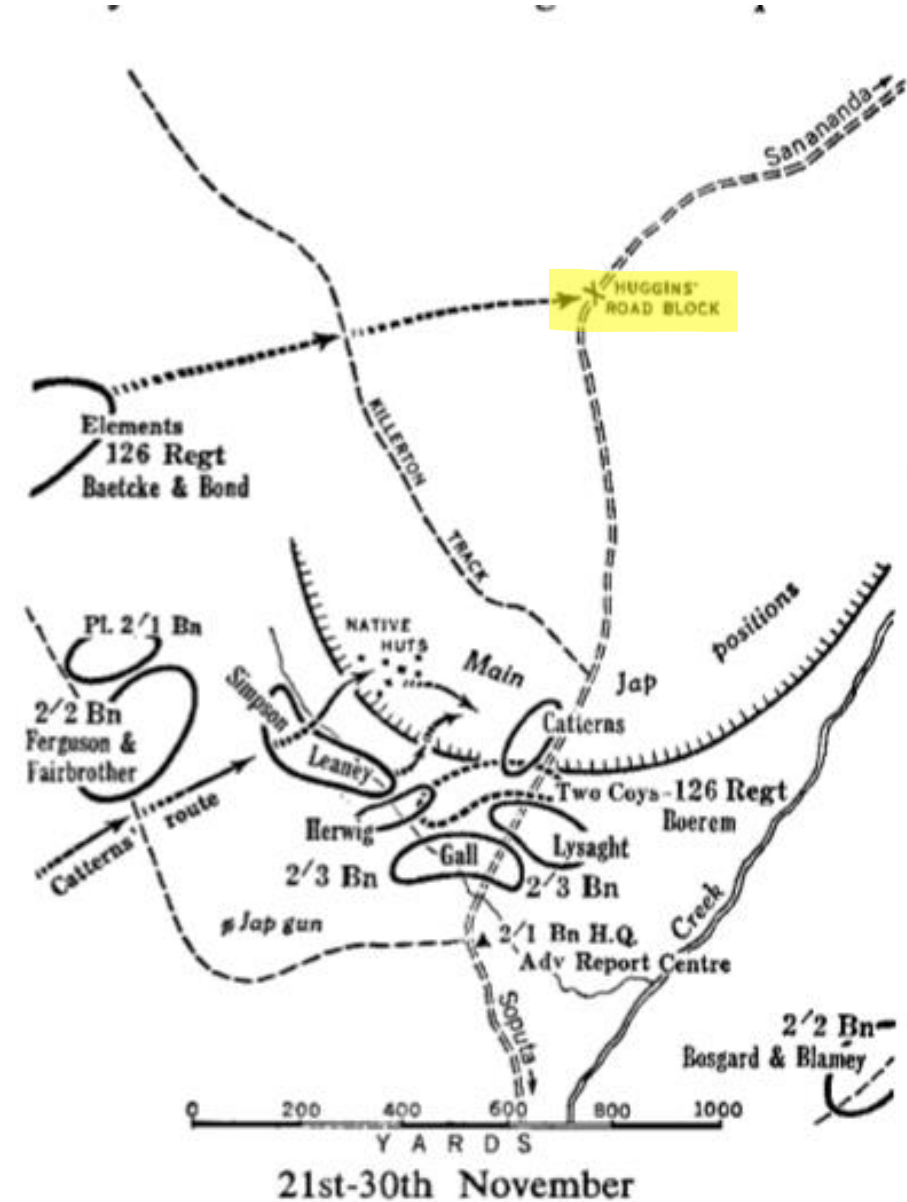 Sanananda
HUGGINS'
ROAD BLOCK
Elements
126 Regt
Baetcke & Bond
KILLERTON
TRACK
Pl. 2/1 Bn
NATIVE
HUTS
Main
Jap
positions
Simpson
2/2 Bn
Ferguson &
Fairbrother
Catterns
Leaney
Two Coys-126 Regt
Boerem
Catterns' route
Herwig
Gall
Lysaght
2/3 Bn
2/3 Bn
Jap gun
2/1 Bn H.Q.
Adv Report Centre
Creek
Soputa
2/2 Bn
Bosgard & Blamey
0 200 400 600 800 1000
YARDS
21st-30th November